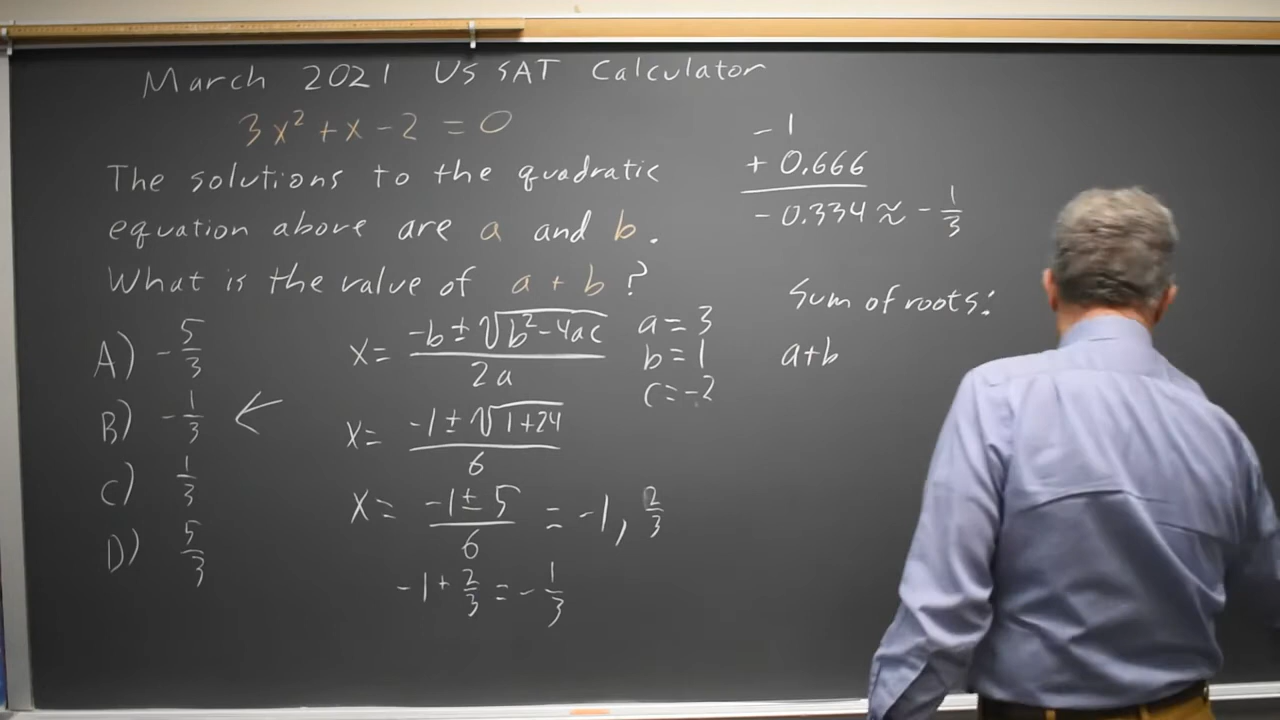 March 2021 US SAT Calculator
3x² + x - 2 = 0
The solutions to the quadratic
equation above are a and b.
What is the value of a + b?
A) -5/3
B) -1/3 ←
C) 1/3
D) 5/3
x = (-b ± √(b² - 4ac))/(2a)
x = (-1 ± √(1+24))/6
x = (-1 ± 5)/6 = -1, 2/3
-1 + 2/3 = -1/3
a = 3
b = 1
c = -2
-1
+ 0.666
-0.334 ≈ -1/3
Sum of roots:
a+b